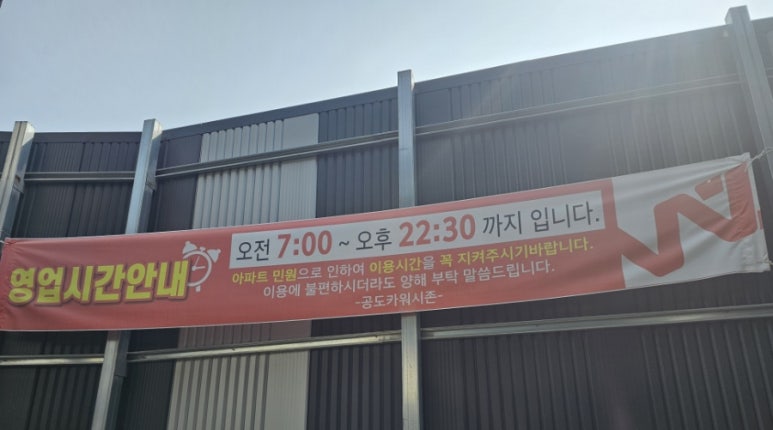 영업시간안내
오전 7:00 ~ 오후 22:30 까지 입니다.
아파트 민원으로 인하여 이용시간을 꼭 지켜주시기바랍니다.
이용에 불편하시더라도 양해 부탁 말씀드립니다.
-공도카워시존-